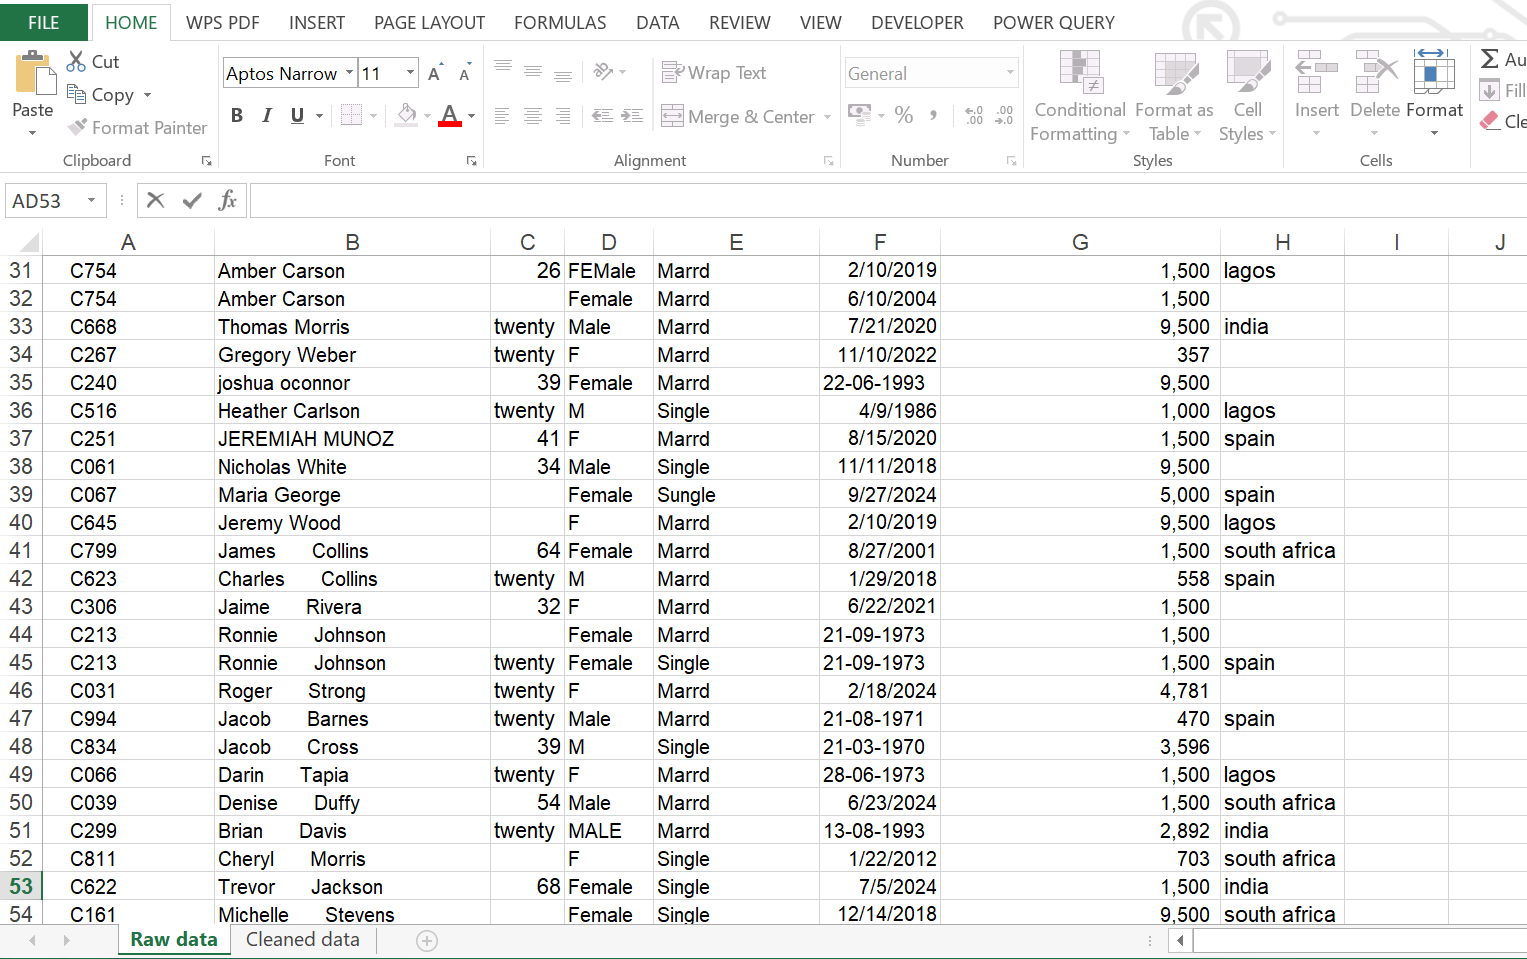 FILE HOME WPS PDF INSERT PAGE LAYOUT FORMULAS DATA REVIEW VIEW DEVELOPER POWER QUERY
Paste Cut Copy Format Painter
Aptos Narrow 11 A A
B I U A
Wrap Text
Merge & Center
General
% , .0 .00 .00 .0
Conditional Formatting Format as Table Cell Styles Insert Delete Format
Σ Au
Fill
Cle
Clipboard Font Alignment Number Styles Cells
AD53 fx
A B C D E F G H I J
31 C754 Amber Carson 26 FEMale Marrd 2/10/2019 1,500 lagos
32 C754 Amber Carson Female Marrd 6/10/2004 1,500
33 C668 Thomas Morris twenty Male Marrd 7/21/2020 9,500 india
34 C267 Gregory Weber twenty F Marrd 11/10/2022 357
35 C240 joshua oconnor 39 Female Marrd 22-06-1993 9,500
36 C516 Heather Carlson twenty M Single 4/9/1986 1,000 lagos
37 C251 JEREMIAH MUNOZ 41 F Marrd 8/15/2020 1,500 spain
38 C061 Nicholas White 34 Male Single 11/11/2018 9,500
39 C067 Maria George Female Sungle 9/27/2024 5,000 spain
40 C645 Jeremy Wood F Marrd 2/10/2019 9,500 lagos
41 C799 James Collins 64 Female Marrd 8/27/2001 1,500 south africa
42 C623 Charles Collins twenty M Marrd 1/29/2018 558 spain
43 C306 Jaime Rivera 32 F Marrd 6/22/2021 1,500
44 C213 Ronnie Johnson Female Marrd 21-09-1973 1,500
45 C213 Ronnie Johnson twenty Female Single 21-09-1973 1,500 spain
46 C031 Roger Strong twenty F Marrd 2/18/2024 4,781
47 C994 Jacob Barnes twenty Male Marrd 21-08-1971 470 spain
48 C834 Jacob Cross 39 M Single 21-03-1970 3,596
49 C066 Darin Tapia twenty F Marrd 28-06-1973 1,500 lagos
50 C039 Denise Duffy 54 Male Marrd 6/23/2024 1,500 south africa
51 C299 Brian Davis twenty MALE Marrd 13-08-1993 2,892 india
52 C811 Cheryl Morris F Single 1/22/2012 703 south africa
53 C622 Trevor Jackson 68 Female Single 7/5/2024 1,500 india
54 C161 Michelle Stevens Female Single 12/14/2018 9,500 south africa
Raw data Cleaned data